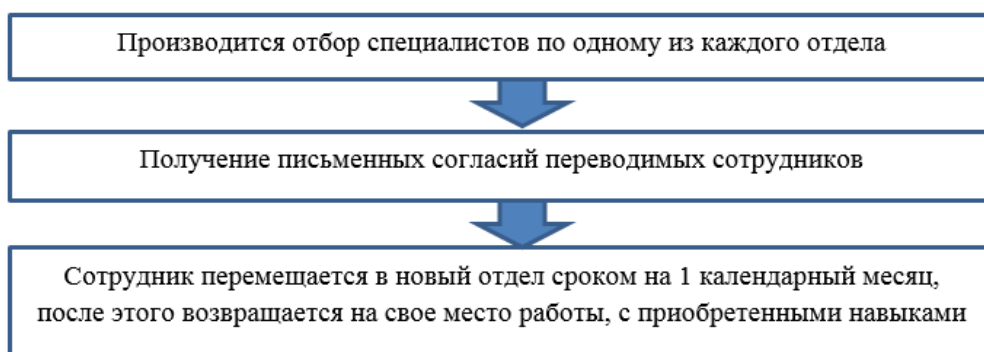 Производится отбор специалистов по одному из каждого отдела
Получение письменных согласий переводимых сотрудников
Сотрудник перемещается в новый отдел сроком на 1 календарный месяц,
после этого возвращается на свое место работы, с приобретенными навыками